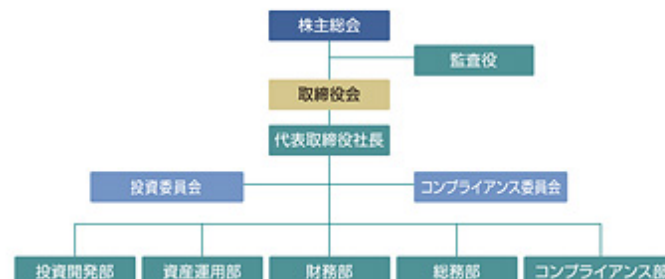 株主総会
監査役
取締役会
代表取締役社長
投資委員会
コンプライアンス委員会
投資開発部
資産運用部
財務部
総務部
コンプライアンス部